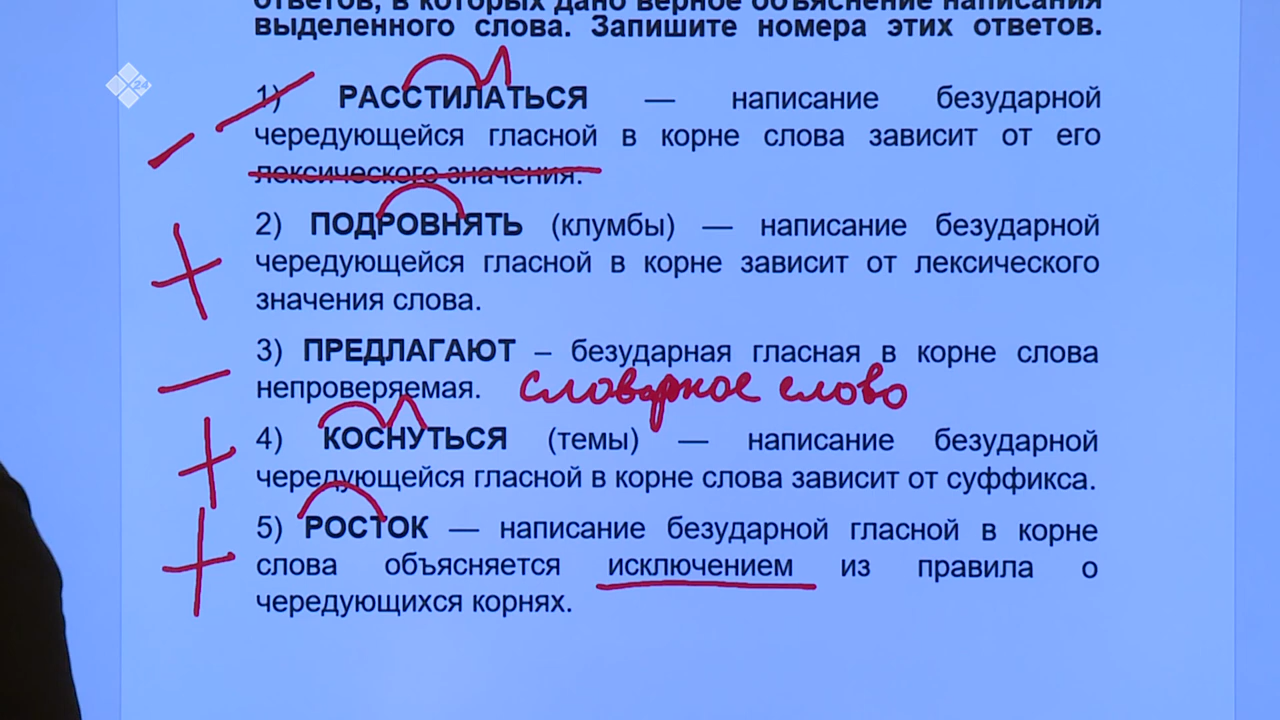 ответов, в которых дано верное объяснение написания
выделенного слова. Запишите номера этих ответов.
24
1) РАССТИЛАТЬСЯ — написание безударной
чередующейся гласной в корне слова зависит от его
лексического значения.
2) ПОДРОВНЯТЬ (клумбы) — написание безударной
чередующейся гласной в корне зависит от лексического
значения слова.
3) ПРЕДЛАГАЮТ – безударная гласная в корне слова
непроверяемая. словарное слово
4) КОСНУТЬСЯ (темы) — написание безударной
чередующейся гласной в корне слова зависит от суффикса.
5) РОСТОК — написание безударной гласной в корне
слова объясняется исключением из правила о
чередующихся корнях.